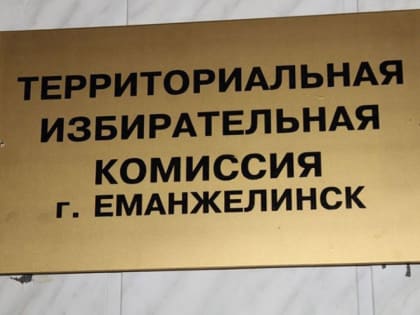 ТЕРРИТОРИАЛЬНАЯ
ИЗБИРАТЕЛЬНАЯ
КОМИССИЯ
г. ЕМАНЖЕЛИНСК